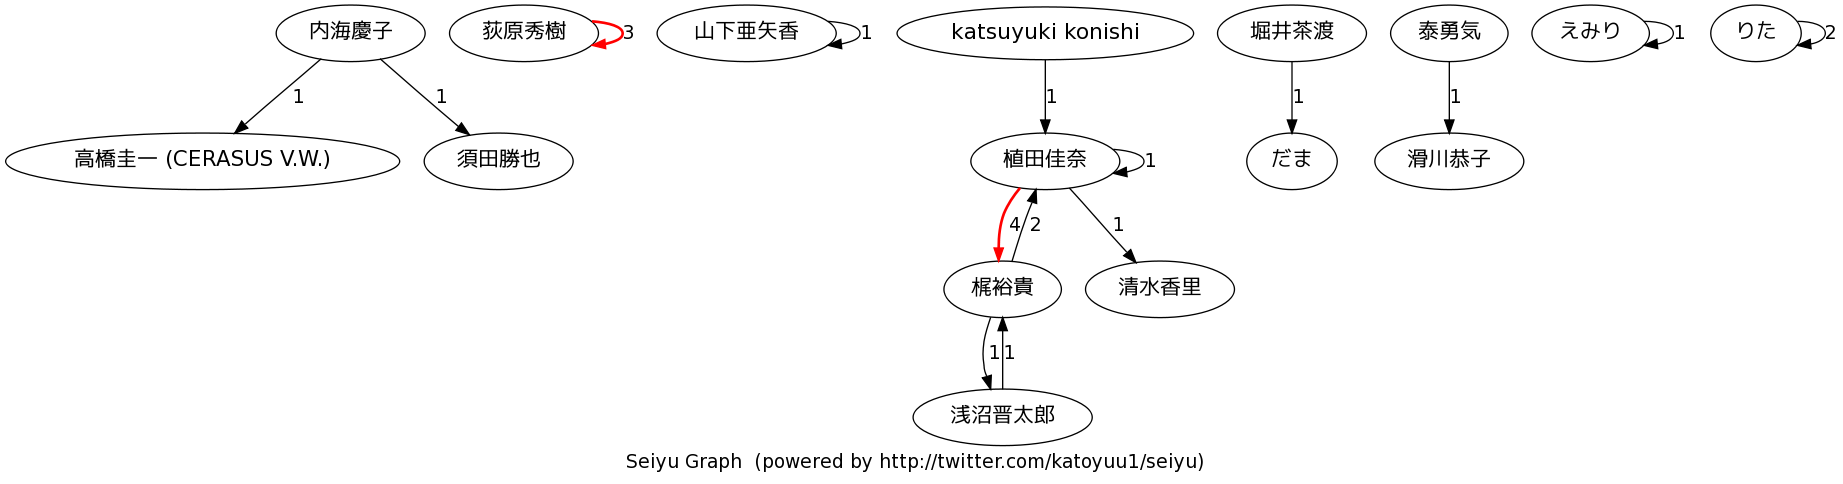 内海慶子
荻原秀樹
3
山下亜矢香
1
katsuyuki konishi
堀井茶渡
泰勇気
えみり
1
りた
2
1
1
1
1
1
高橋圭一 (CERASUS V.W.)
須田勝也
植田佳奈
1
だま
滑川恭子
4
2
1
梶裕貴
清水香里
1
1
浅沼晋太郎
Seiyu Graph (powered by http://twitter.com/katoyuu1/seiyu)